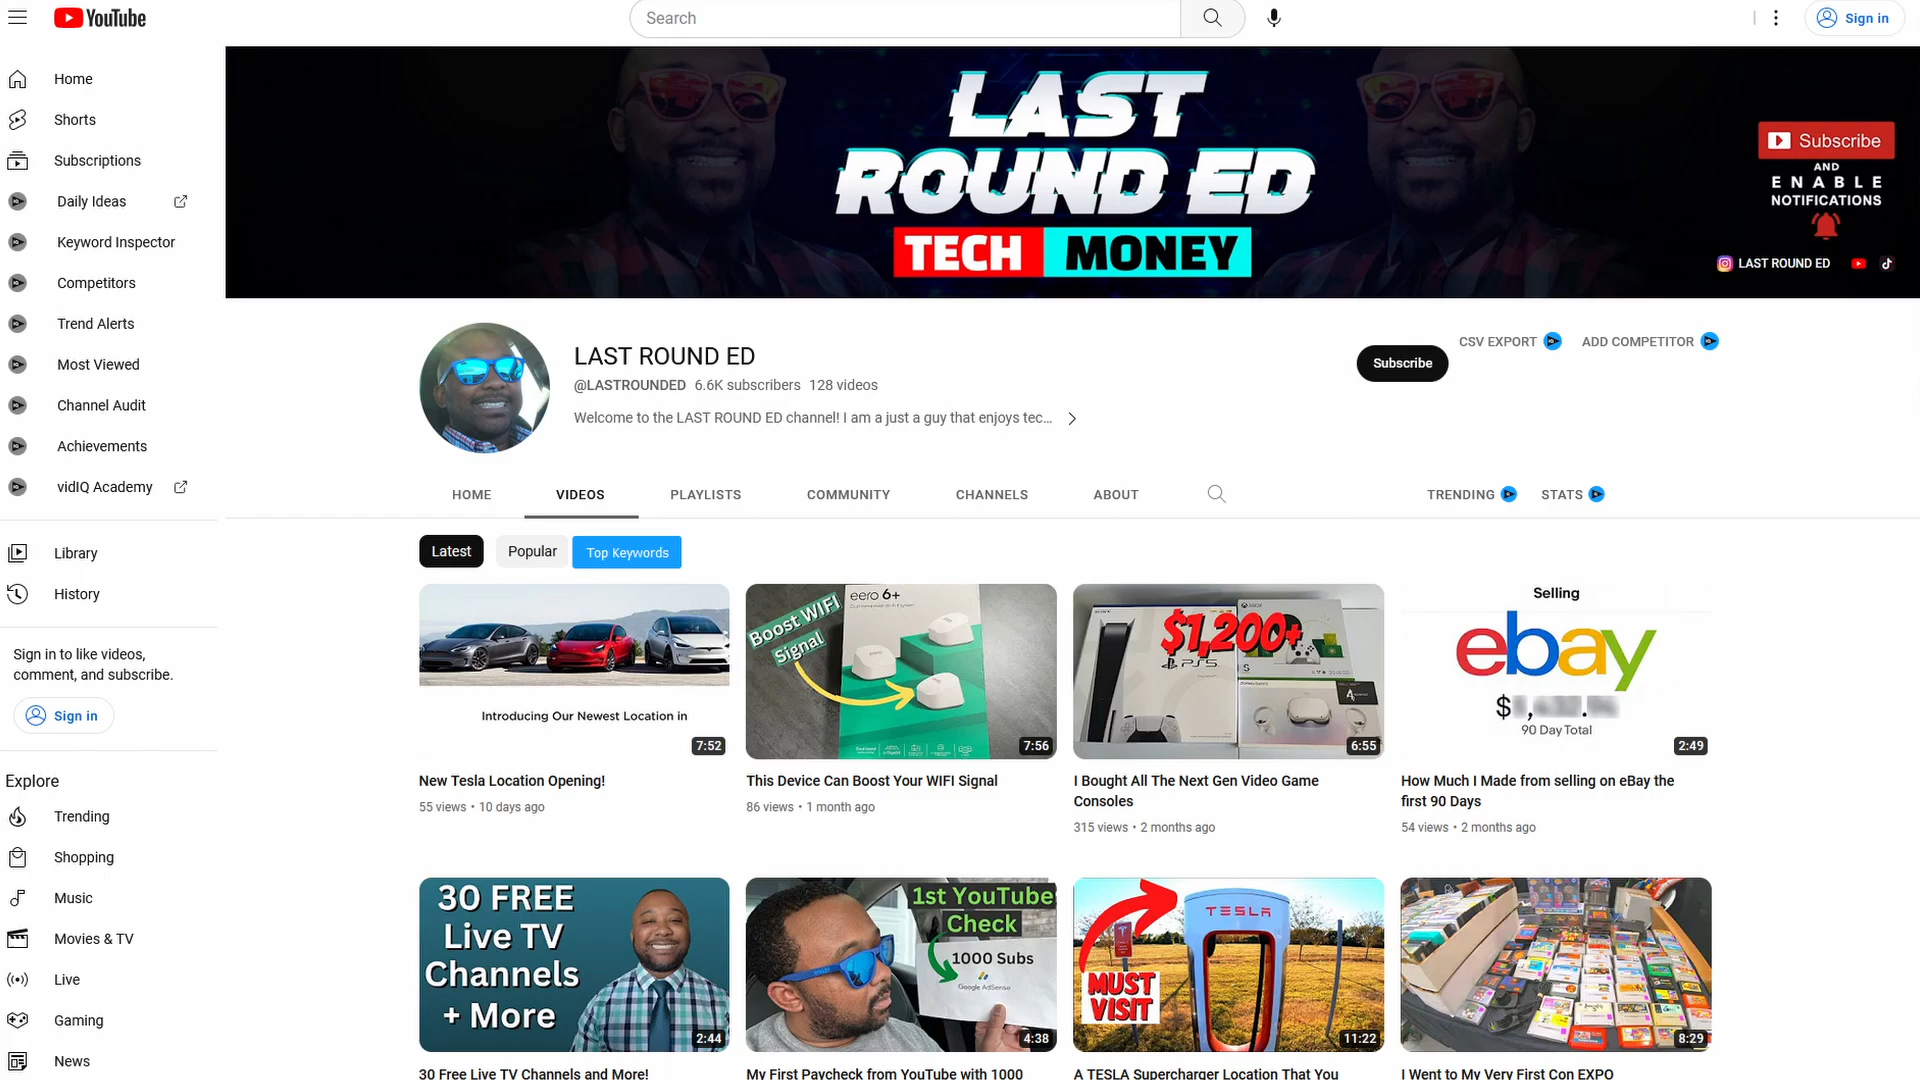 YouTube
Search
Sign in
Home
Shorts
Subscriptions
Daily Ideas
Keyword Inspector
Competitors
Trend Alerts
Most Viewed
Channel Audit
Achievements
vidIQ Academy
Library
History
Sign in to like videos,
comment, and subscribe.
Sign in
Explore
Trending
Shopping
Music
Movies & TV
Live
Gaming
News
LAST
ROUND ED
TECH MONEY
Subscribe
AND
ENABLE
NOTIFICATIONS
LAST ROUND ED
LAST ROUND ED
@LASTROUNDED 6.6K subscribers 128 videos
Welcome to the LAST ROUND ED channel! I am a just a guy that enjoys tec...
Subscribe
CSV EXPORT
ADD COMPETITOR
HOME VIDEOS PLAYLISTS COMMUNITY CHANNELS ABOUT
TRENDING STATS
Latest Popular Top Keywords
Introducing Our Newest Location in
7:52
New Tesla Location Opening!
55 views • 10 days ago
Boost WIFI
Signal
eero 6+
7:56
This Device Can Boost Your WIFI Signal
86 views • 1 month ago
$1,200+
PS5
6:55
I Bought All The Next Gen Video Game
Consoles
315 views • 2 months ago
Selling
ebay
90 Day Total
2:49
How Much I Made from selling on eBay the
first 90 Days
54 views • 2 months ago
30 FREE
Live TV
Channels
+ More
2:44
30 Free Live TV Channels and More!
1st YouTube
Check
1000 Subs
Google AdSense
4:38
My First Paycheck from YouTube with 1000
TESLA
MUST
VISIT
11:22
A TESLA Supercharger Location That You
8:29
I Went to My Very First Con EXPO